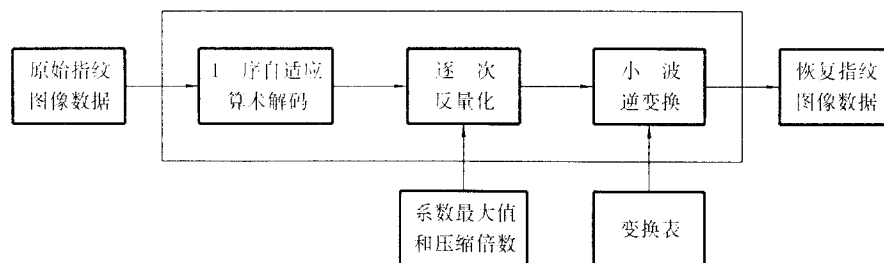 原始指纹
图像数据
1 序自适应
算术解码
逐次
反量化
小波
逆变换
恢复指纹
图像数据
系数最大值
和压缩倍数
变换表